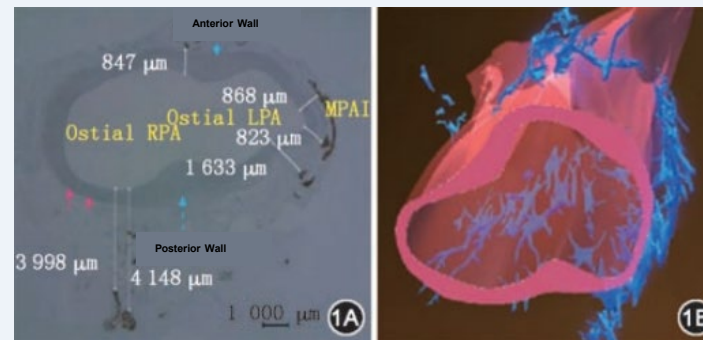 Anterior Wall
847 μm
868 μm
MPAI
Ostial LPA
Ostial RPA
823 μm
1 633 μm
Posterior Wall
3 998 μm
4 148 μm
1 000 μm
1A
1B